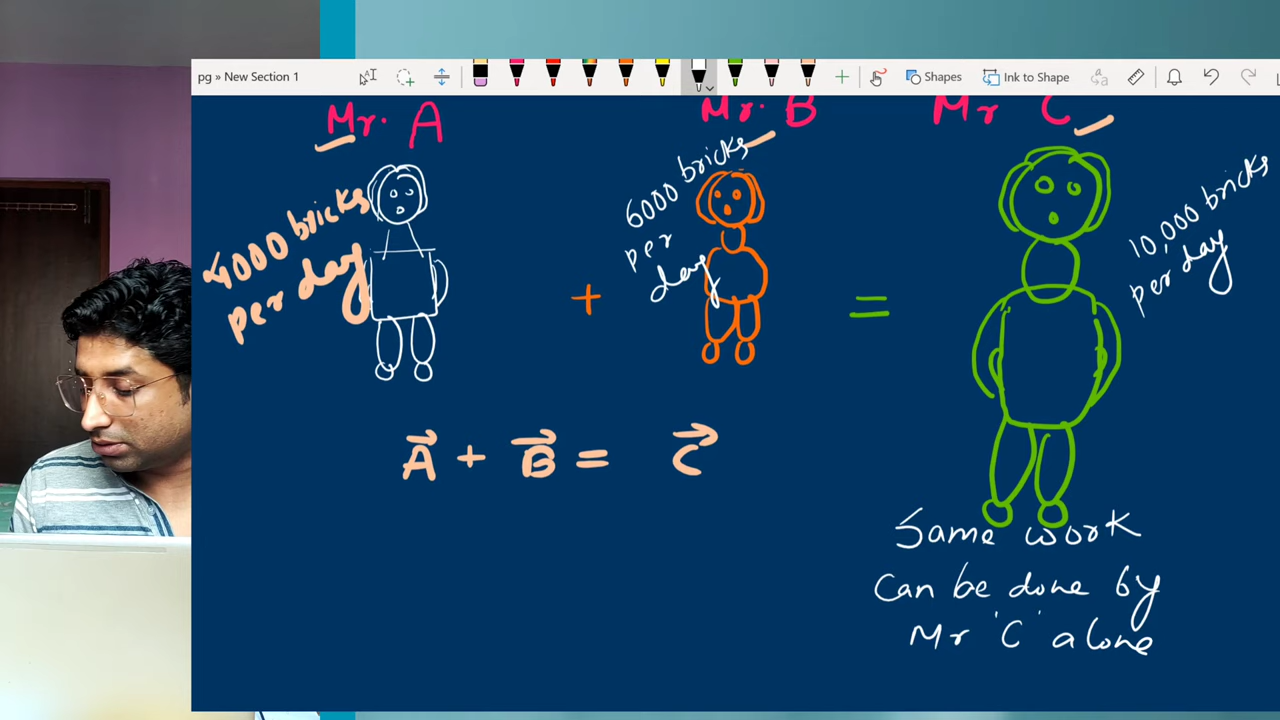 pg » New Section 1
Shapes
Ink to Shape
Mr. A
Mr. B
Mr C
4000 bricks
per day
+
6000 bricks
per
day
=
10,000 bricks
per day
A⃗ + B⃗ = C⃗
Same work
Can be done by
Mr 'C' alone